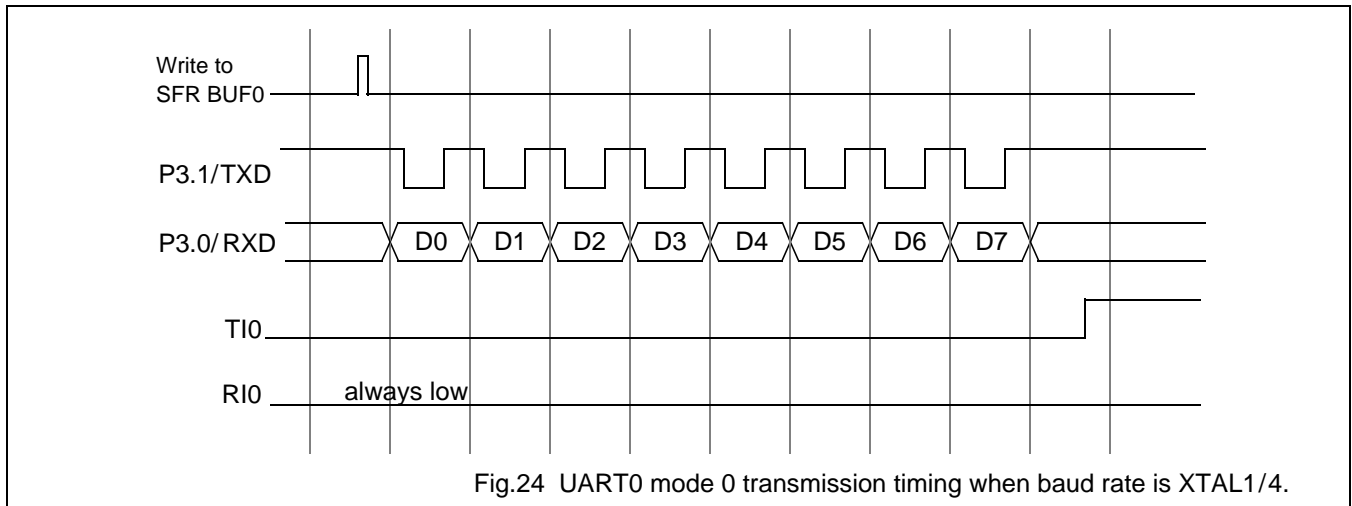 Write to
SFR BUF0
P3.1/TXD
P3.0/ RXD
D0 D1 D2 D3 D4 D5 D6 D7
TI0
RI0 always low
Fig.24 UART0 mode 0 transmission timing when baud rate is XTAL1/4.